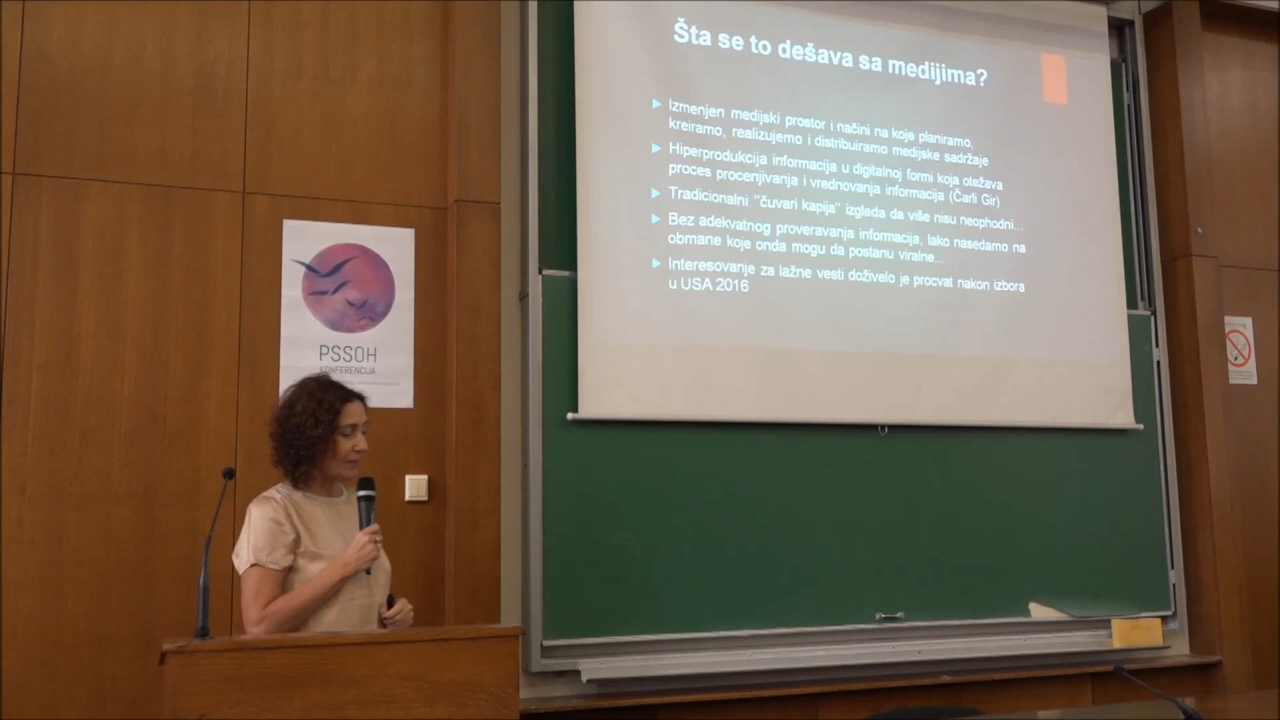 Šta se to dešava sa medijima?
Izmenjen medijski prostor i načini na koje planiramo,
kreiramo, realizujemo i distribuiramo medijske sadržaje
Hiperprodukcija informacija u digitalnoj formi koja otežava
proces procenjivanja i vrednovanja informacija (Čarli Gir)
Tradicionalni "čuvari kapija" izgleda da više nisu neophodni...
Bez adekvatnog proveravanja informacija, lako nasedamo na
obmane koje onda mogu da postanu viralne...
Interesovanje za lažne vesti doživelo je procvat nakon izbora
u USA 2016
PSSOH
KONFERENCIJA